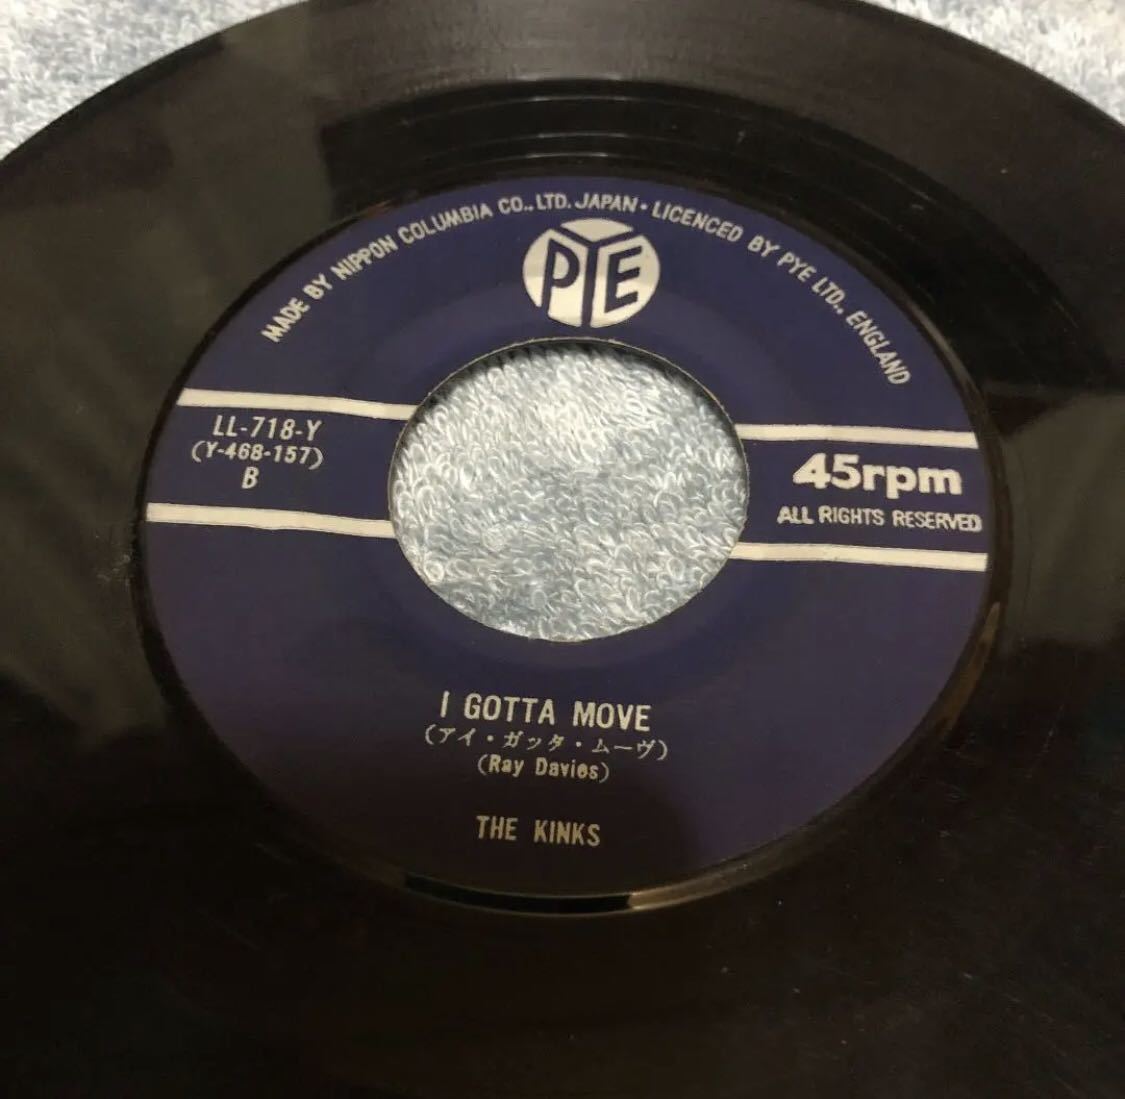 MADE BY NIPPON COLUMBIA CO., LTD. JAPAN • LICENCED BY PYE LTD., ENGLAND
PYE
LL-718-Y
(Y-468-157)
B
45rpm
ALL RIGHTS RESERVED
I GOTTA MOVE
(アイ・ガッタ・ムーヴ)
(Ray Davies)
THE KINKS